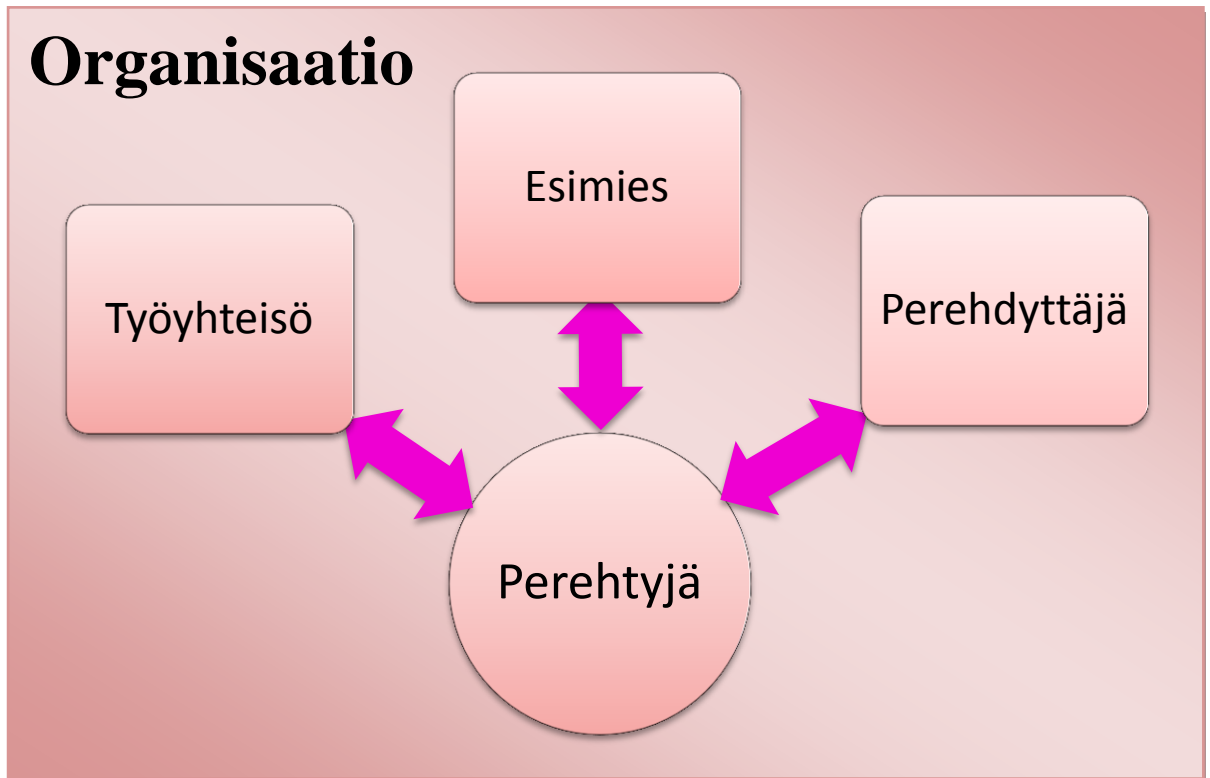 Organisaatio
Esimies
Työyhteisö
Perehdyttäjä
Perehtyjä